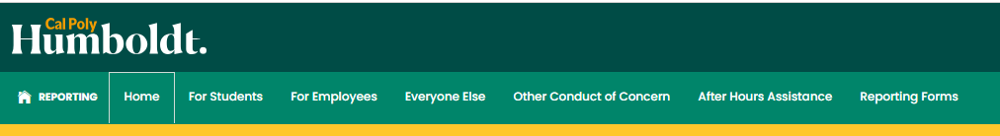 Cal Poly
Humboldt.
REPORTING Home For Students For Employees Everyone Else Other Conduct of Concern After Hours Assistance Reporting Forms